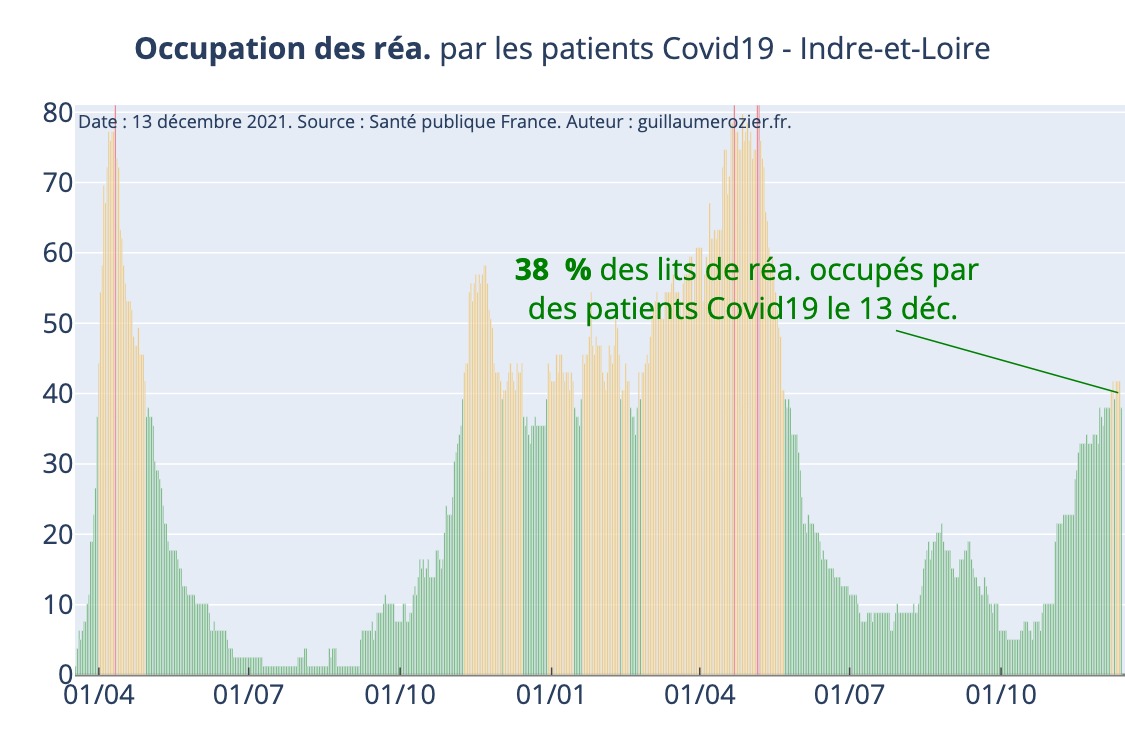 Occupation des réa. par les patients Covid19 - Indre-et-Loire
80
Date : 13 décembre 2021. Source : Santé publique France. Auteur : guillaumerozier.fr.
70
60
38 % des lits de réa. occupés par
des patients Covid19 le 13 déc.
50
40
30
20
10
0
01/04 01/07 01/10 01/01 01/04 01/07 01/10